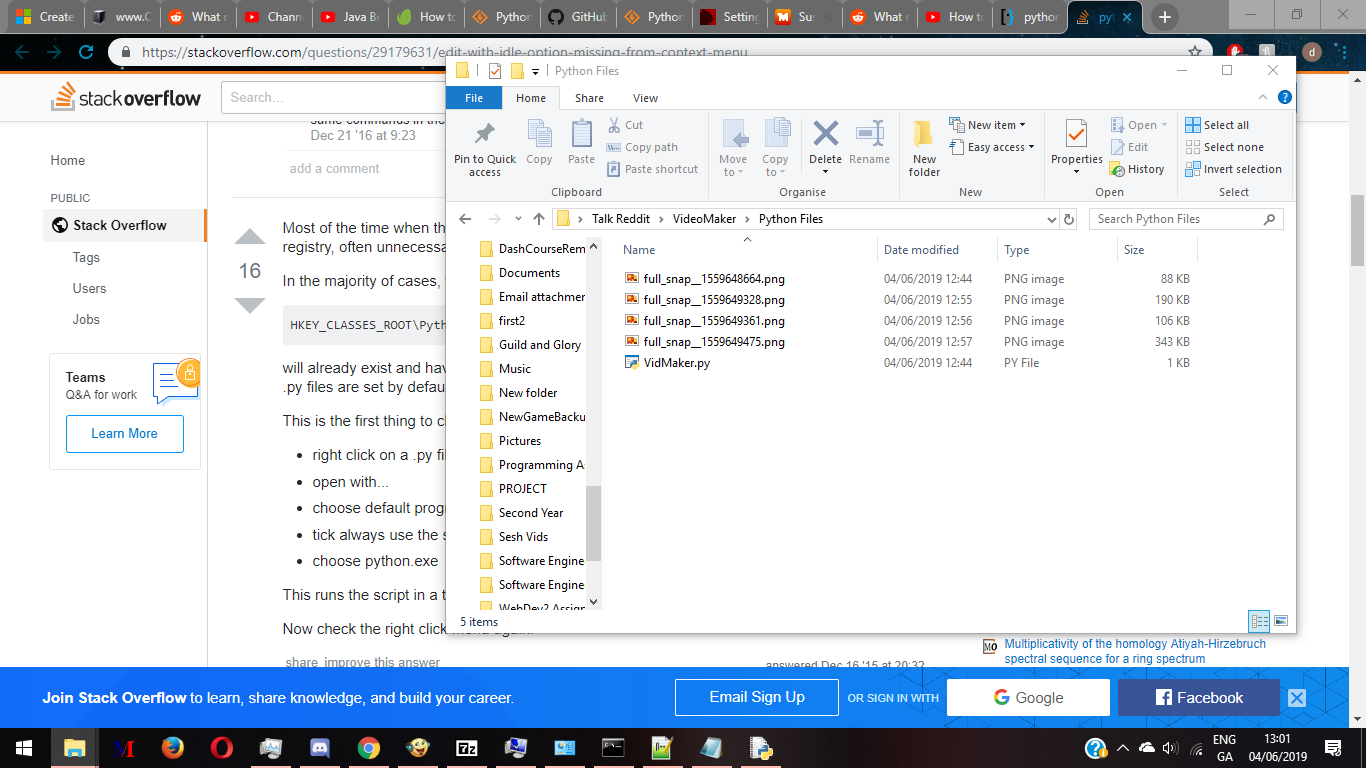 Create
www.C
What r
Chann
Java Be
How to
Python
GitHub
Python
Setting
Sus
What r
How to
python
pyt
https://stackoverflow.com/questions/29179631/edit-with-idle-option-missing-from-context-menu
d
Python Files
File Home Share View
Pin to Quick access
Copy
Paste
Cut
Copy path
Paste shortcut
Clipboard
Move to
Copy to
Delete
Rename
Organise
New folder
New item
Easy access
New
Properties
Open
Edit
History
Open
Select all
Select none
Invert selection
Select
Talk Reddit > VideoMaker > Python Files
Search Python Files
DashCourseRem
Documents
Email attachmer
first2
Guild and Glory
Music
New folder
NewGameBacku
Pictures
Programming A
PROJECT
Second Year
Sesh Vids
Software Engine
Software Engine
WebDev2 Assign
Name Date modified Type Size
full_snap__1559648664.png 04/06/2019 12:44 PNG image 88 KB
full_snap__1559649328.png 04/06/2019 12:55 PNG image 190 KB
full_snap__1559649361.png 04/06/2019 12:56 PNG image 106 KB
full_snap__1559649475.png 04/06/2019 12:57 PNG image 343 KB
VidMaker.py 04/06/2019 12:44 PY File 1 KB
5 items
stackoverflow
Search...
Home
PUBLIC
Stack Overflow
Tags
Users
Jobs
Teams
Q&A for work
Learn More
same commands in the
Dec 21 '16 at 9:23
add a comment
16
Most of the time when th
registry, often unnecessa
In the majority of cases,
HKEY_CLASSES_ROOT\Pyth
will already exist and hav
.py files are set by defau
This is the first thing to c
right click on a .py fi
open with...
choose default progr
tick always use the s
choose python.exe
This runs the script in a t
Now check the right click menu again.
share improve this answer
answered Dec 16 '15 at 20:32
MO
Multiplicativity of the homology Atiyah-Hirzebruch
spectral sequence for a ring spectrum
Join Stack Overflow to learn, share knowledge, and build your career.
Email Sign Up
OR SIGN IN WITH
Google
Facebook
7z
ENG
GA
13:01
04/06/2019